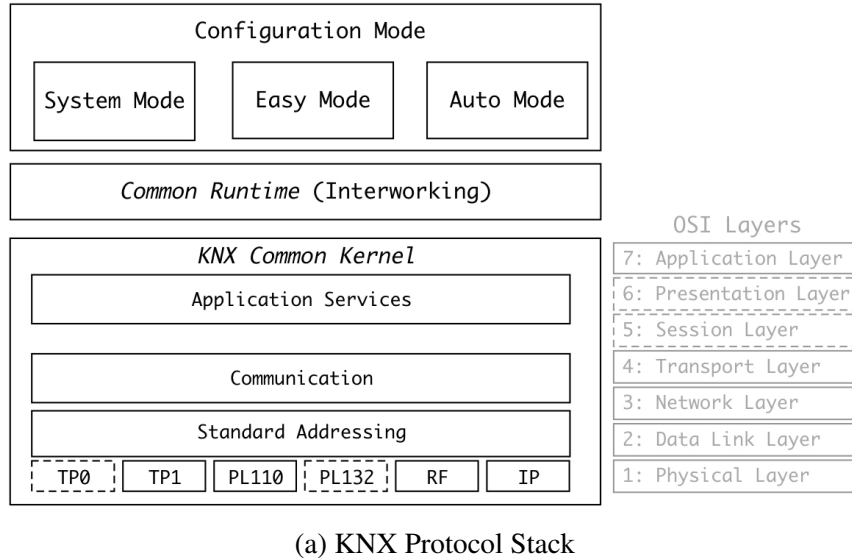 Configuration Mode
System Mode Easy Mode Auto Mode
Common Runtime (Interworking)
KNX Common Kernel
Application Services
Communication
Standard Addressing
TP0 TP1 PL110 PL132 RF IP
OSI Layers
7: Application Layer
6: Presentation Layer
5: Session Layer
4: Transport Layer
3: Network Layer
2: Data Link Layer
1: Physical Layer
(a) KNX Protocol Stack